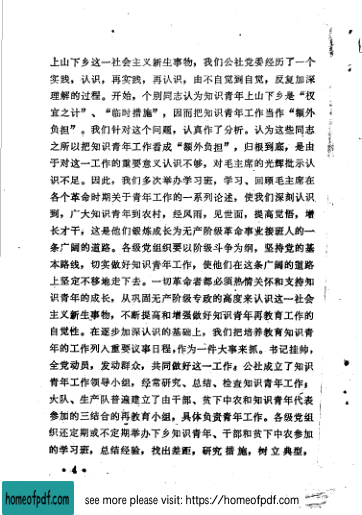 上山下乡这一社会主义新生事物，我们公社党委经历了一个
实践，认识，再实践，再认识，由不自觉到自觉，反复加深
理解的过程。开始，个别同志认为知识青年上山下乡是“权
宜之计”、“临时措施”，因而把知识青年工作当作“额外
负担”。我们针对这个问题，认真作了分析。认为这些同志
之所以把知识青年工作看成“额外负担”，归根到底，是由
于对这一工作的重要意义认识不够，对毛主席的光辉批示认
识不足。因此，我们多次举办学习班，学习、回顾毛主席在
各个革命时期关于青年工作的一系列论述，使我们深刻认识
到，广大知识青年到农村，经风雨，见世面，提高觉悟，增
长才干，这是他们锻炼成长为无产阶级革命事业接班人的一
条广阔的道路。各级党组织要以阶级斗争为纲，坚持党的基
本路线，切实做好知识青年工作，使他们在这条广阔的道路
上坚定不移地走下去。一切革命者都必须热情关怀和支持知
识青年的成长，从巩固无产阶级专政的高度来认识这一社会
主义新生事物，不断提高和增强做好知识青年再教育工作的
自觉性。在逐步加深认识的基础上，我们把培养教育知识青
年的工作列入重要议事日程，作为一件大事来抓。书记挂帅，
全党动员，发动群众，共同做好这一工作；公社成立了知识
青年工作领导小组，经常研究、总结、检查知识青年工作；
大队、生产队普遍建立了由干部、贫下中农和知识青年代表
参加的三结合的再教育小组，具体负责青年工作。各级党组
织还定期或不定期举办下乡知识青年、干部和贫下中农参加
的学习班，总结经验，找出差距，研究措施，树立典型，
· 4 ·
homeofpdf.com
see more please visit: https://homeofpdf.com